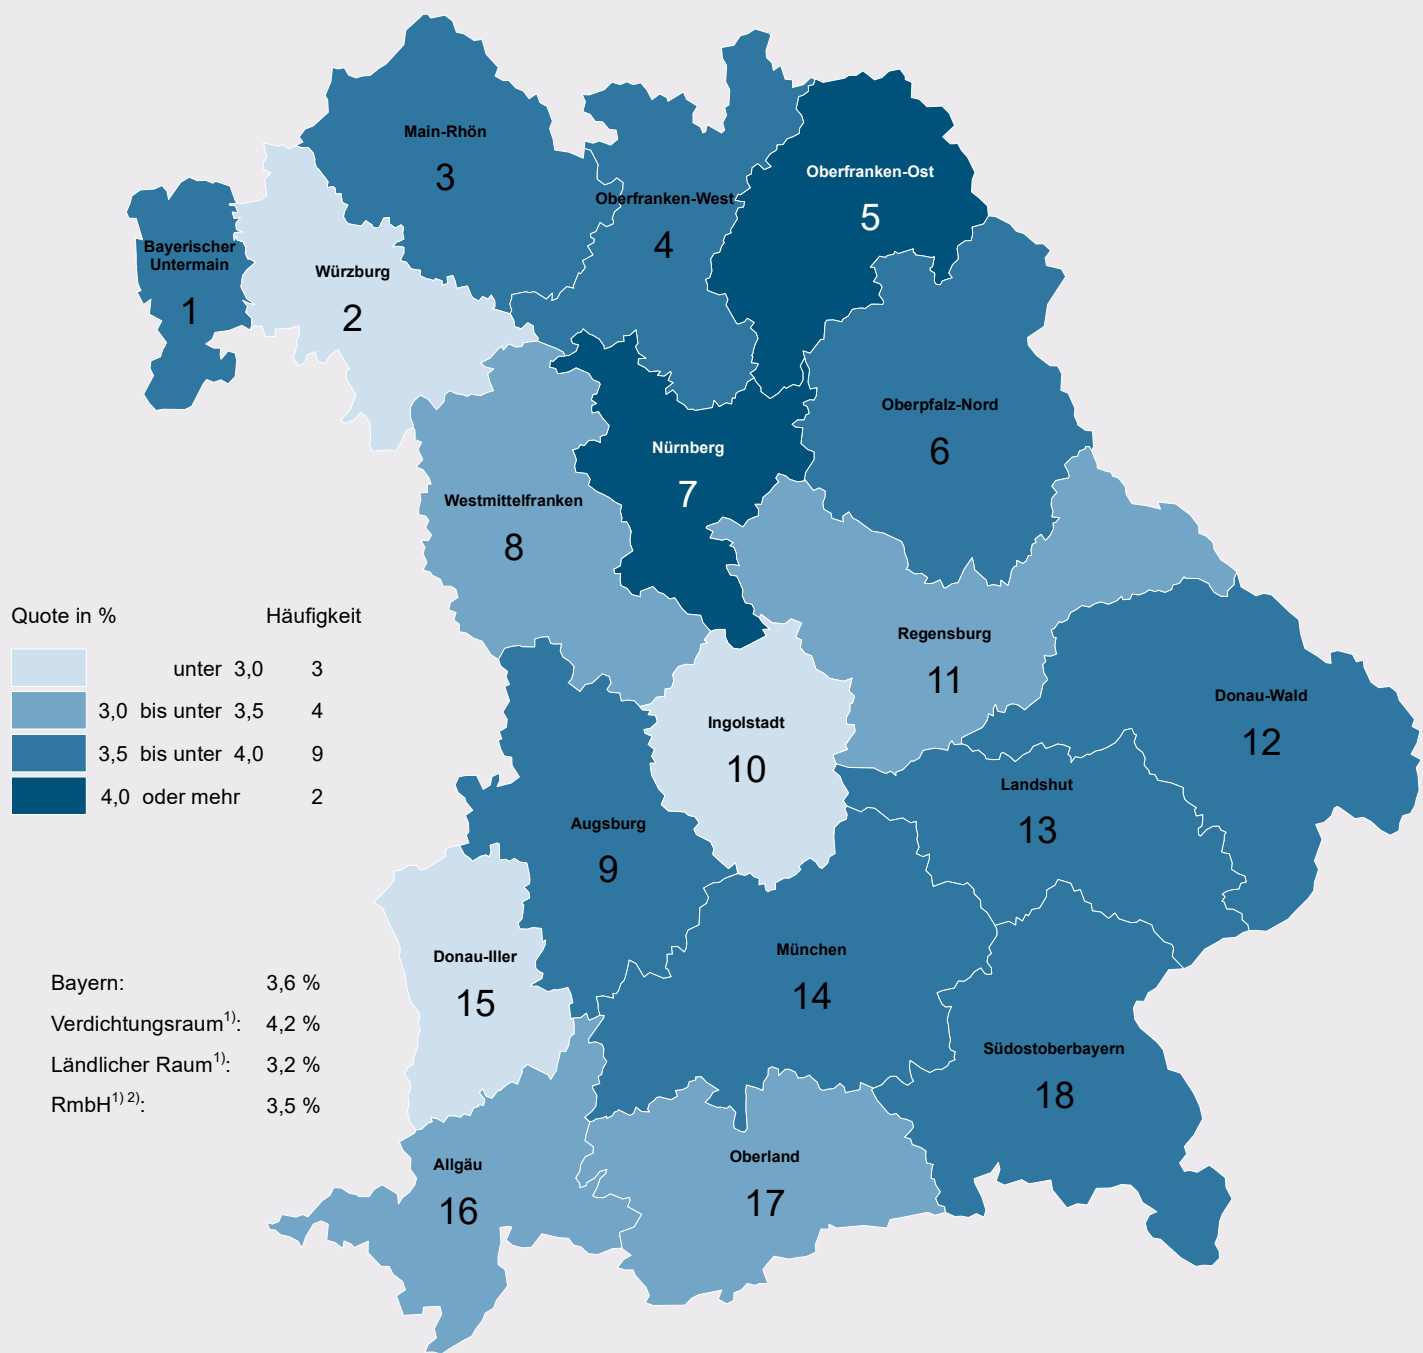 Main-Rhön
3
Oberfranken-West
4
Oberfranken-Ost
5
Bayerischer
Untermain
1
Würzburg
2
Oberpfalz-Nord
6
Nürnberg
7
Westmittelfranken
8
Quote in % Häufigkeit
unter 3,0 3
3,0 bis unter 3,5 4
3,5 bis unter 4,0 9
4,0 oder mehr 2
Regensburg
11
Donau-Wald
12
Ingolstadt
10
Landshut
13
Augsburg
9
München
14
Donau-Iller
15
Bayern: 3,6 %
Verdichtungsraum1): 4,2 %
Ländlicher Raum1): 3,2 %
RmbH1) 2): 3,5 %
Südostoberbayern
18
Oberland
17
Allgäu
16